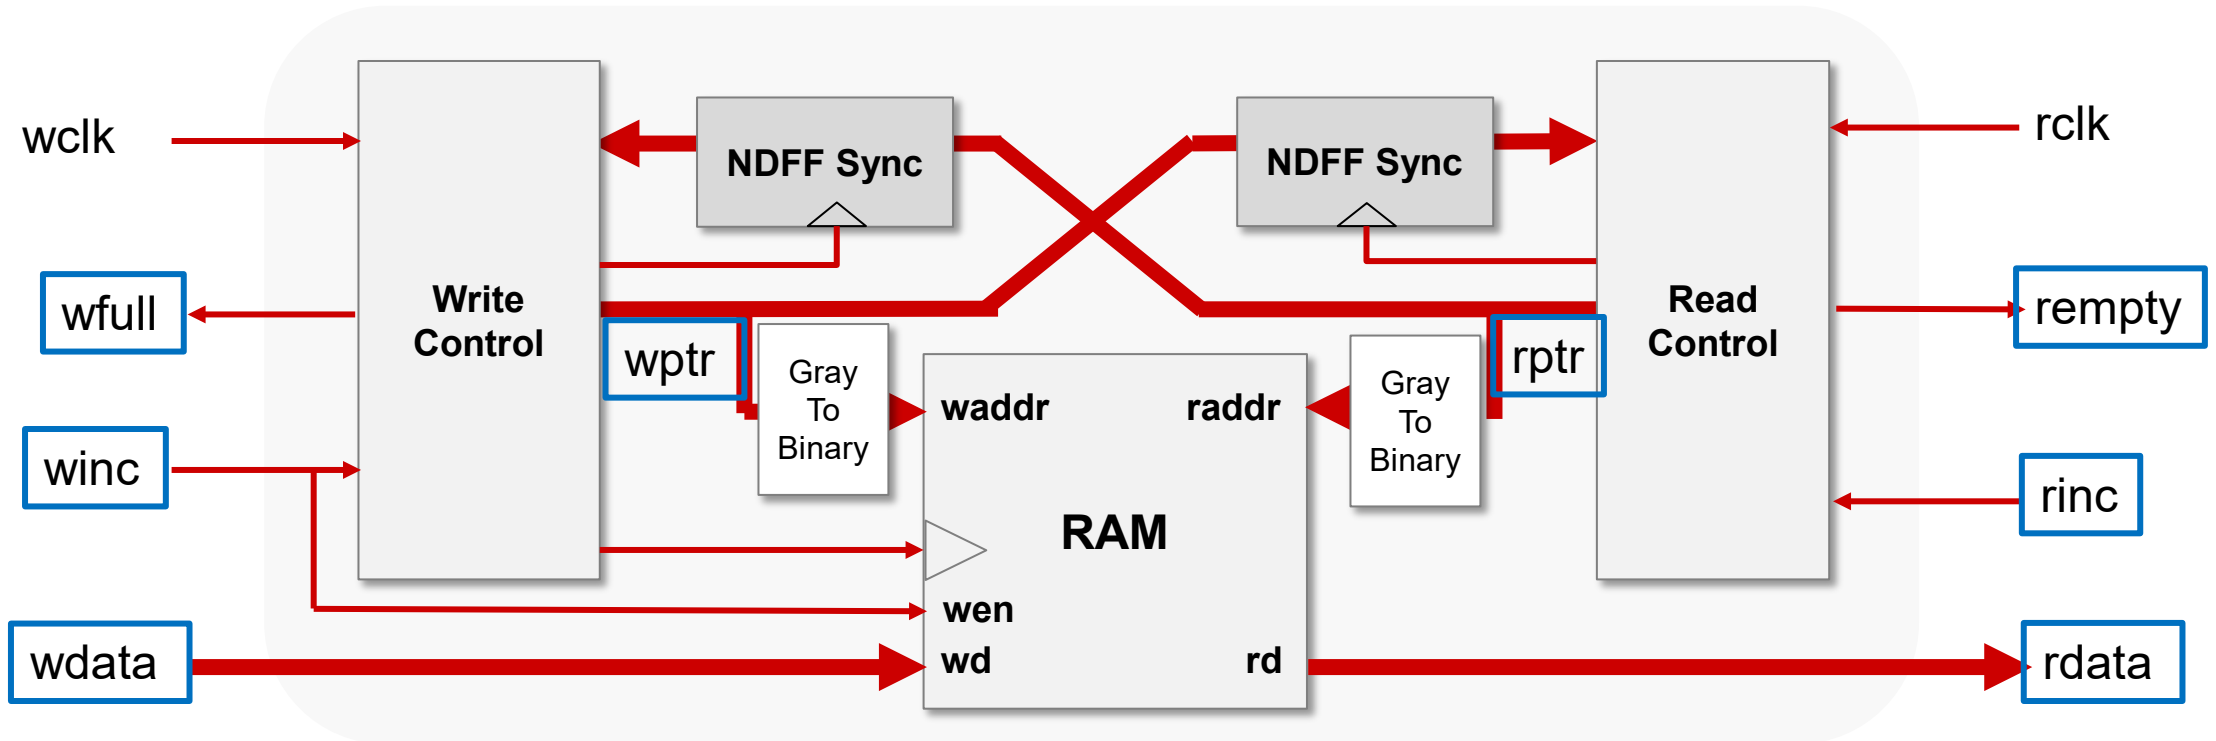 wclk
NDFF Sync
NDFF Sync
rclk
wfull
Write
Control
wptr
Gray
To
Binary
waddr
raddr
Gray
To
Binary
rptr
Read
Control
rempty
winc
RAM
rinc
wen
wdata
wd
rd
rdata